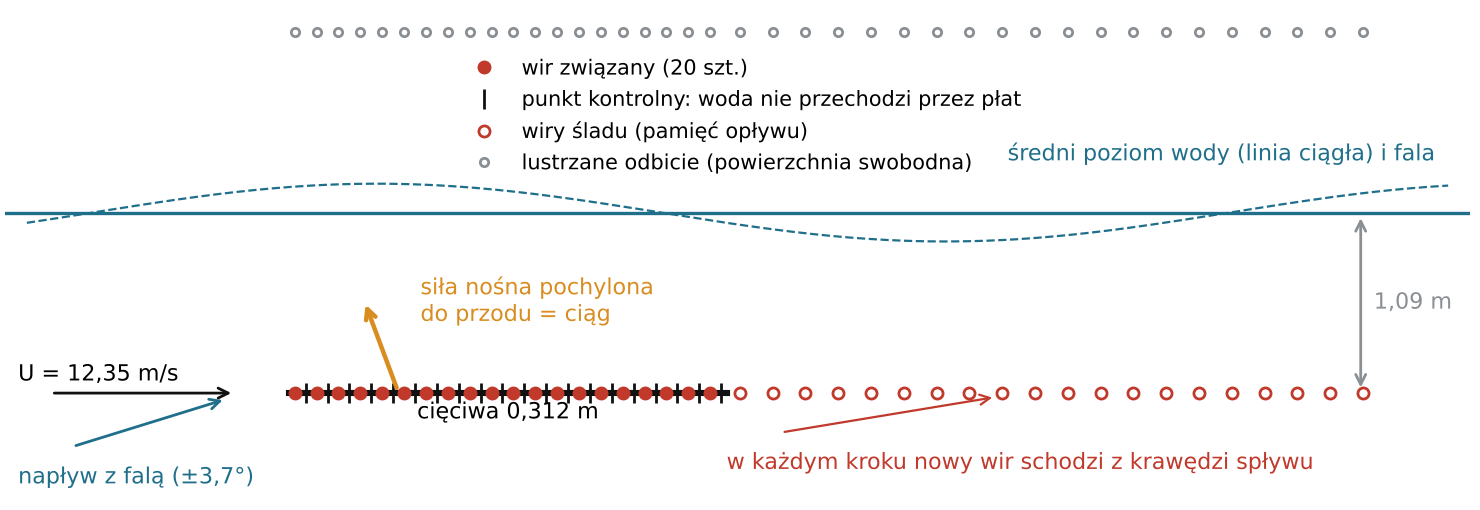 wir związany (20 szt.)
punkt kontrolny: woda nie przechodzi przez płat
wiry śladu (pamięć opływu)
lustrzane odbicie (powierzchnia swobodna)
średni poziom wody (linia ciągła) i fala
siła nośna pochylona
do przodu = ciąg
1,09 m
U = 12,35 m/s
cięciwa 0,312 m
napływ z falą (±3,7°)
w każdym kroku nowy wir schodzi z krawędzi spływu